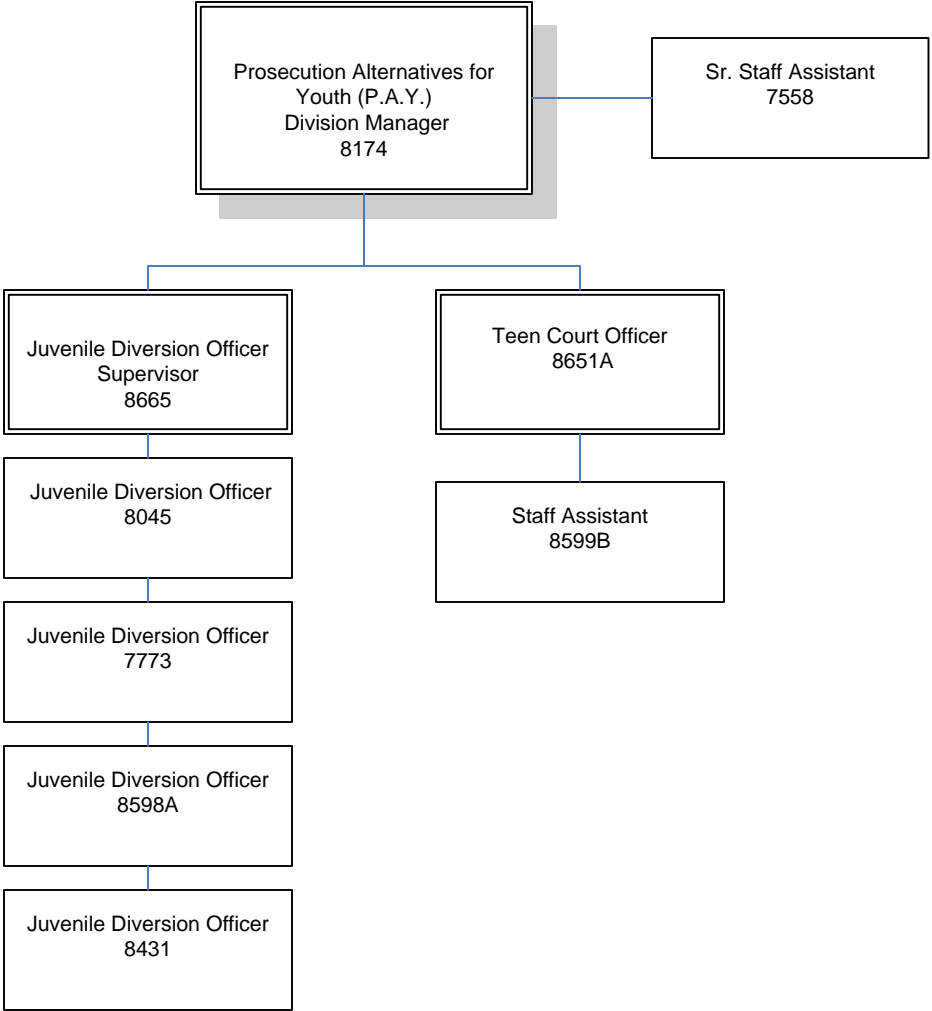 Prosecution Alternatives for
Youth (P.A.Y.)
Division Manager
8174
Sr. Staff Assistant
7558
Juvenile Diversion Officer
Supervisor
8665
Teen Court Officer
8651A
Juvenile Diversion Officer
8045
Staff Assistant
8599B
Juvenile Diversion Officer
7773
Juvenile Diversion Officer
8598A
Juvenile Diversion Officer
8431